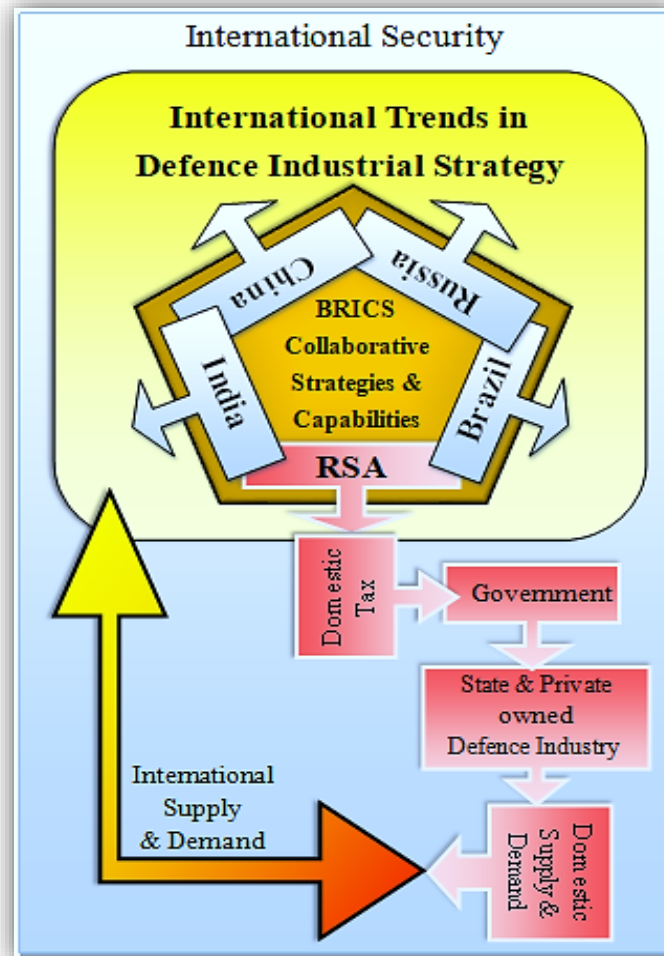 International Security
International Trends in
Defence Industrial Strategy
China
Russia
India
Brazil
BRICS
Collaborative
Strategies &
Capabilities
RSA
Domestic
Tax
Government
State & Private
owned
Defence Industry
International
Supply
& Demand
Domestic
Supply &
Demand